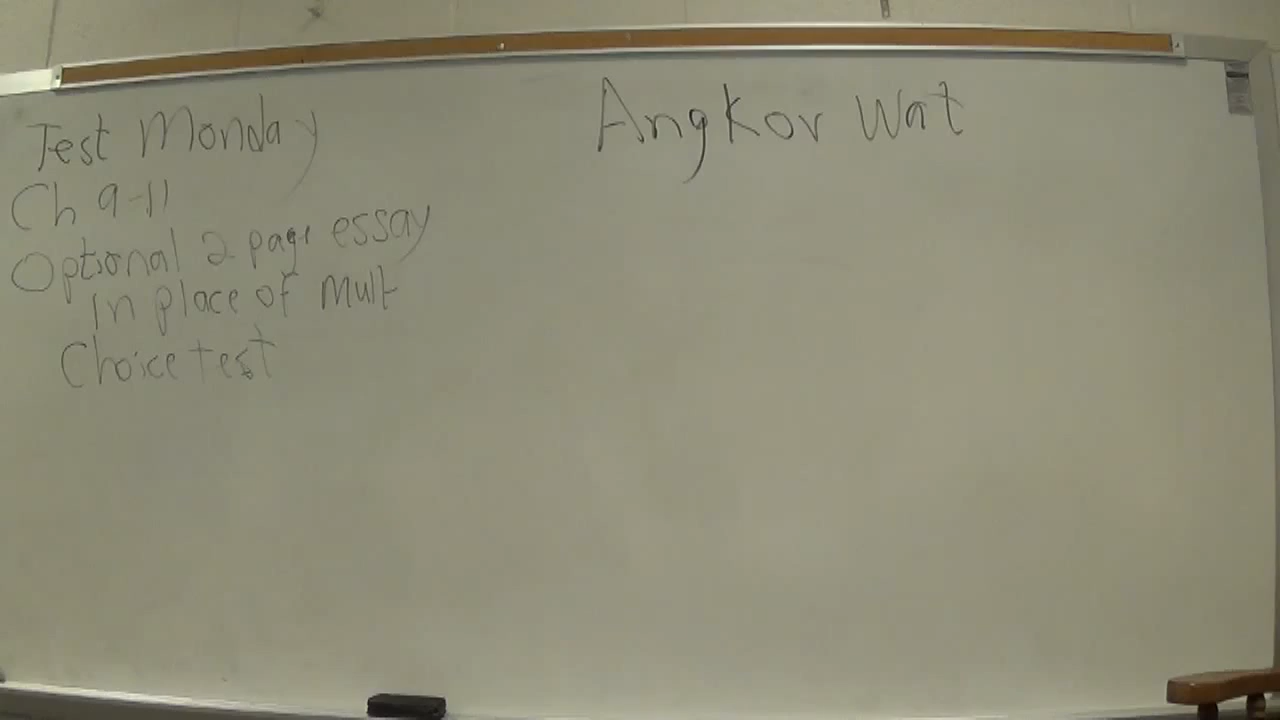 Test Monday
Ch 9-11
Optional 2 page essay
In place of Mult
Choice test
Angkor Wat